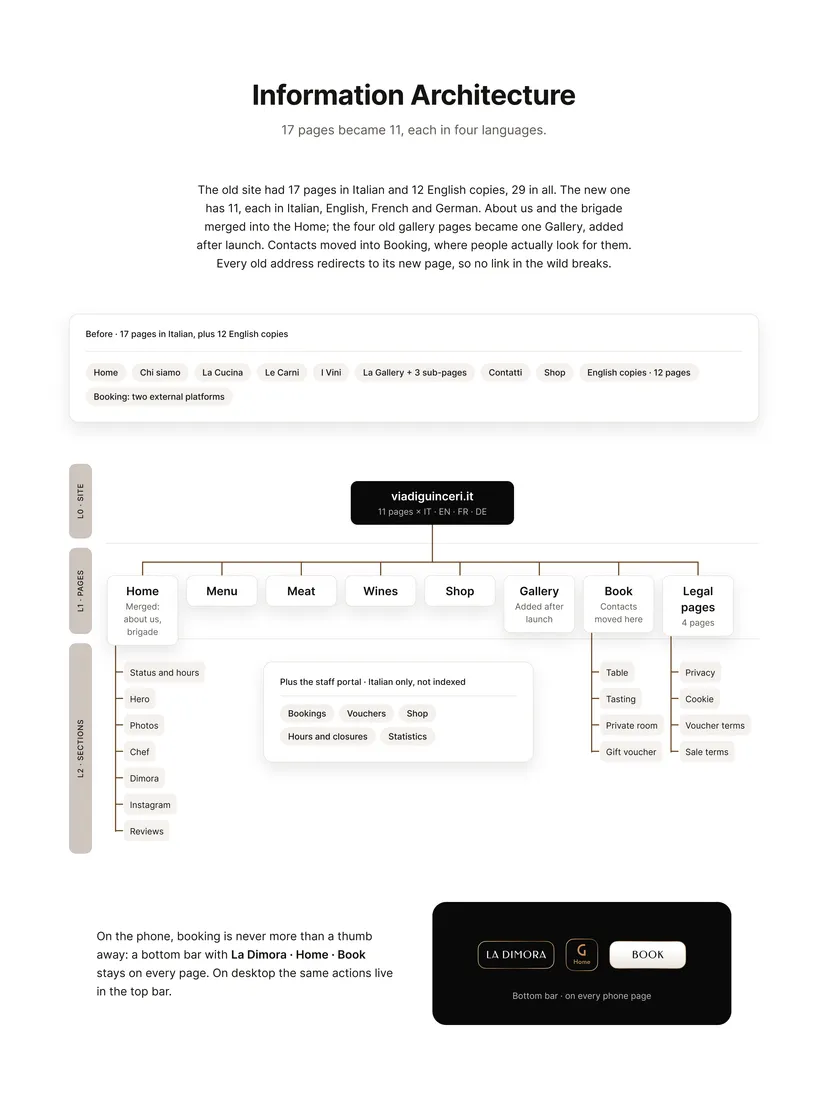 Information Architecture
17 pages became 11, each in four languages.
The old site had 17 pages in Italian and 12 English copies, 29 in all. The new one
has 11, each in Italian, English, French and German. About us and the brigade
merged into the Home; the four old gallery pages became one Gallery, added
after launch. Contacts moved into Booking, where people actually look for them.
Every old address redirects to its new page, so no link in the wild breaks.
Before · 17 pages in Italian, plus 12 English copies
Home
Chi siamo
La Cucina
Le Carni
I Vini
La Gallery + 3 sub-pages
Contatti
Shop
English copies · 12 pages
Booking: two external platforms
L0 · SITE
viadiguinceri.it
11 pages × IT · EN · FR · DE
L1 · PAGES
Home
Merged:
about us,
brigade
Menu
Meat
Wines
Shop
Gallery
Added after
launch
Book
Contacts
moved here
Legal
pages
4 pages
L2 · SECTIONS
Status and hours
Hero
Photos
Chef
Dimora
Instagram
Reviews
Plus the staff portal · Italian only, not indexed
Bookings
Vouchers
Shop
Hours and closures
Statistics
Table
Tasting
Private room
Gift voucher
Privacy
Cookie
Voucher terms
Sale terms
On the phone, booking is never more than a thumb
away: a bottom bar with La Dimora · Home · Book
stays on every page. On desktop the same actions live
in the top bar.
LA DIMORA
G
Home
BOOK
Bottom bar · on every phone page